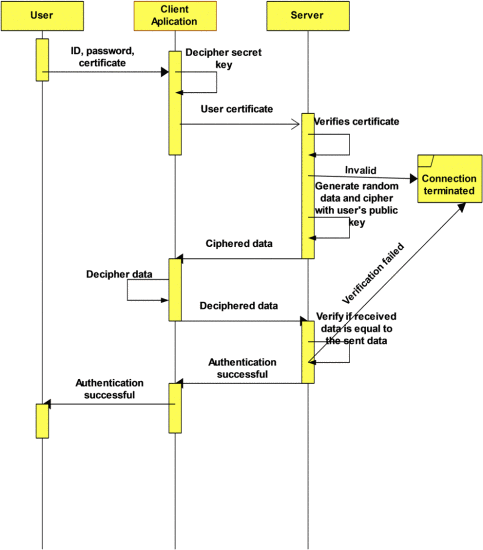 User
Client
Aplication
Server
ID, password,
certificate
Decipher secret
key
User certificate
Verifies certificate
Invalid
Connection
terminated
Generate random
data and cipher
with user's public
key
Ciphered data
Verification failed
Decipher data
Deciphered data
Verify if received
data is equal to
the sent data
Authentication
successful
Authentication
successful